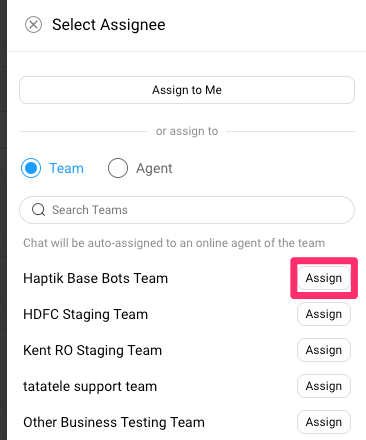 Select Assignee
Assign to Me
or assign to
Team Agent
Search Teams
Chat will be auto-assigned to an online agent of the team
Haptik Base Bots Team Assign
HDFC Staging Team Assign
Kent RO Staging Team Assign
tatatele support team Assign
Other Business Testing Team Assign